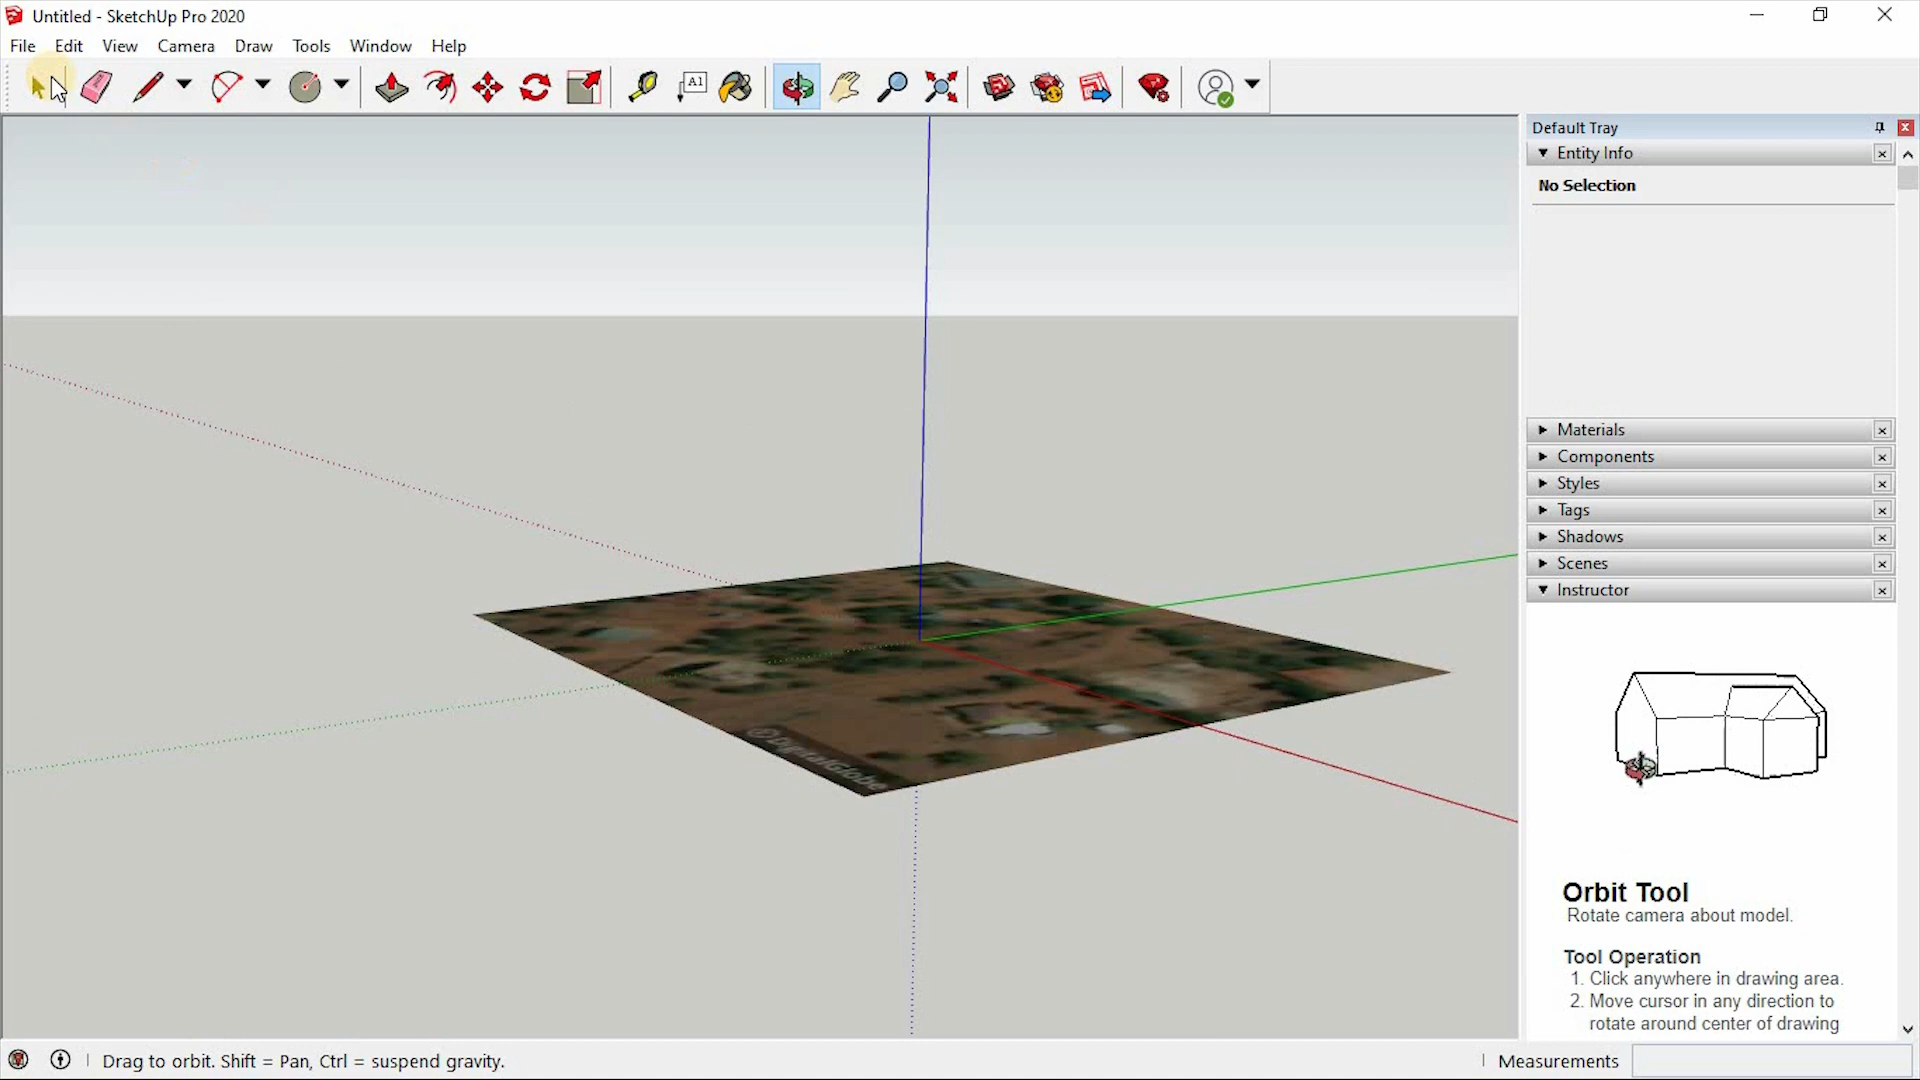 Untitled - SketchUp Pro 2020
File Edit View Camera Draw Tools Window Help
A1
Default Tray
Entity Info
No Selection
Materials
Components
Styles
Tags
Shadows
Scenes
Instructor
© DigitalGlobe
Orbit Tool
Rotate camera about model.
Tool Operation
1. Click anywhere in drawing area.
2. Move cursor in any direction to
rotate around center of drawing
Drag to orbit. Shift = Pan, Ctrl = suspend gravity.
Measurements